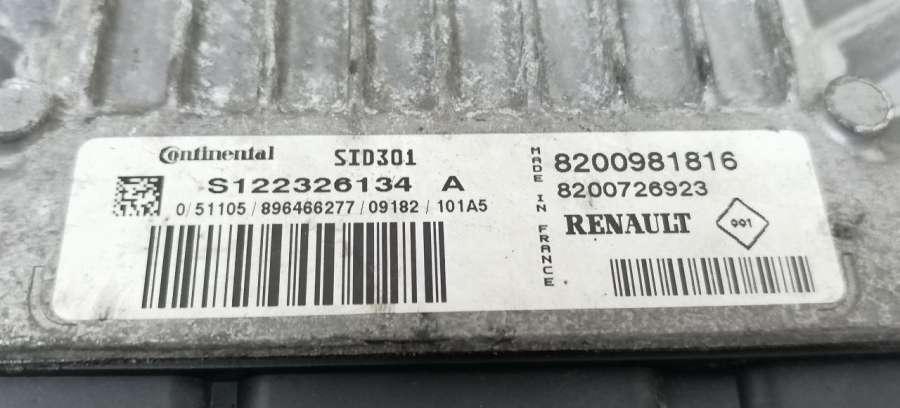 Continental SID301
S122326134 A
0/51105/896466277/09182/101A5
MADE IN FRANCE
8200981816
8200726923
RENAULT 001